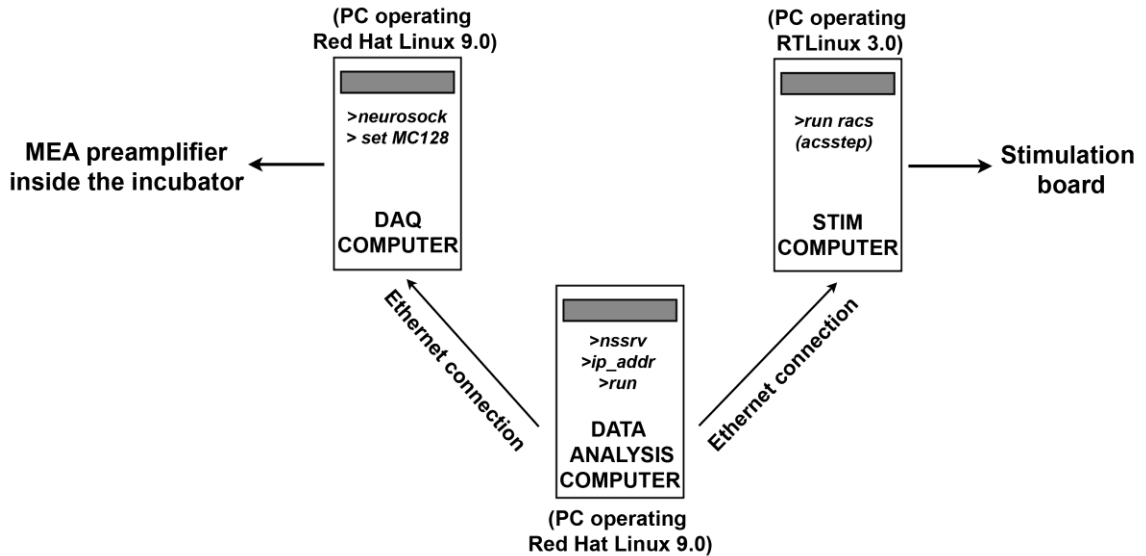 (PC operating
Red Hat Linux 9.0)
>neurosock
> set MC128
DAQ
COMPUTER
MEA preamplifier
inside the incubator
(PC operating
RTLinux 3.0)
>run racs
(acsstep)
STIM
COMPUTER
Stimulation
board
Ethernet connection
Ethernet connection
>nssrv
>ip_addr
>run
DATA
ANALYSIS
COMPUTER
(PC operating
Red Hat Linux 9.0)